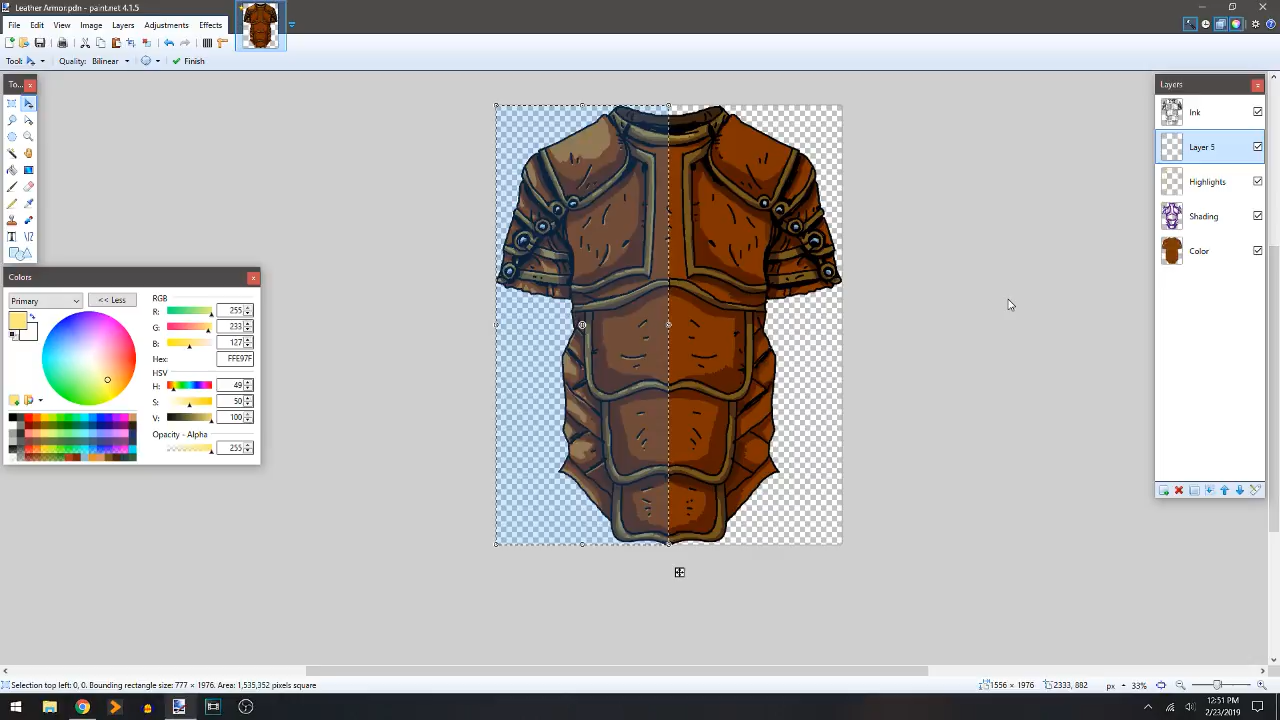 Leather Armor.pdn - paint.net 4.1.5
File Edit View Image Layers Adjustments Effects
Tool: Quality: Bilinear Finish
To...
Layers
Ink
Layer 5
Highlights
Shading
Color
Colors
Primary
<< Less
RGB
R: 255
G: 233
B: 127
Hex: FFE97F
HSV
H: 49
S: 50
V: 100
Opacity - Alpha
255
Selection top left: 0, 0. Bounding rectangle size: 777 × 1976. Area: 1,535,352 pixels square
1556 × 1976
2333, 882
px
33%
12:51 PM
2/23/2019